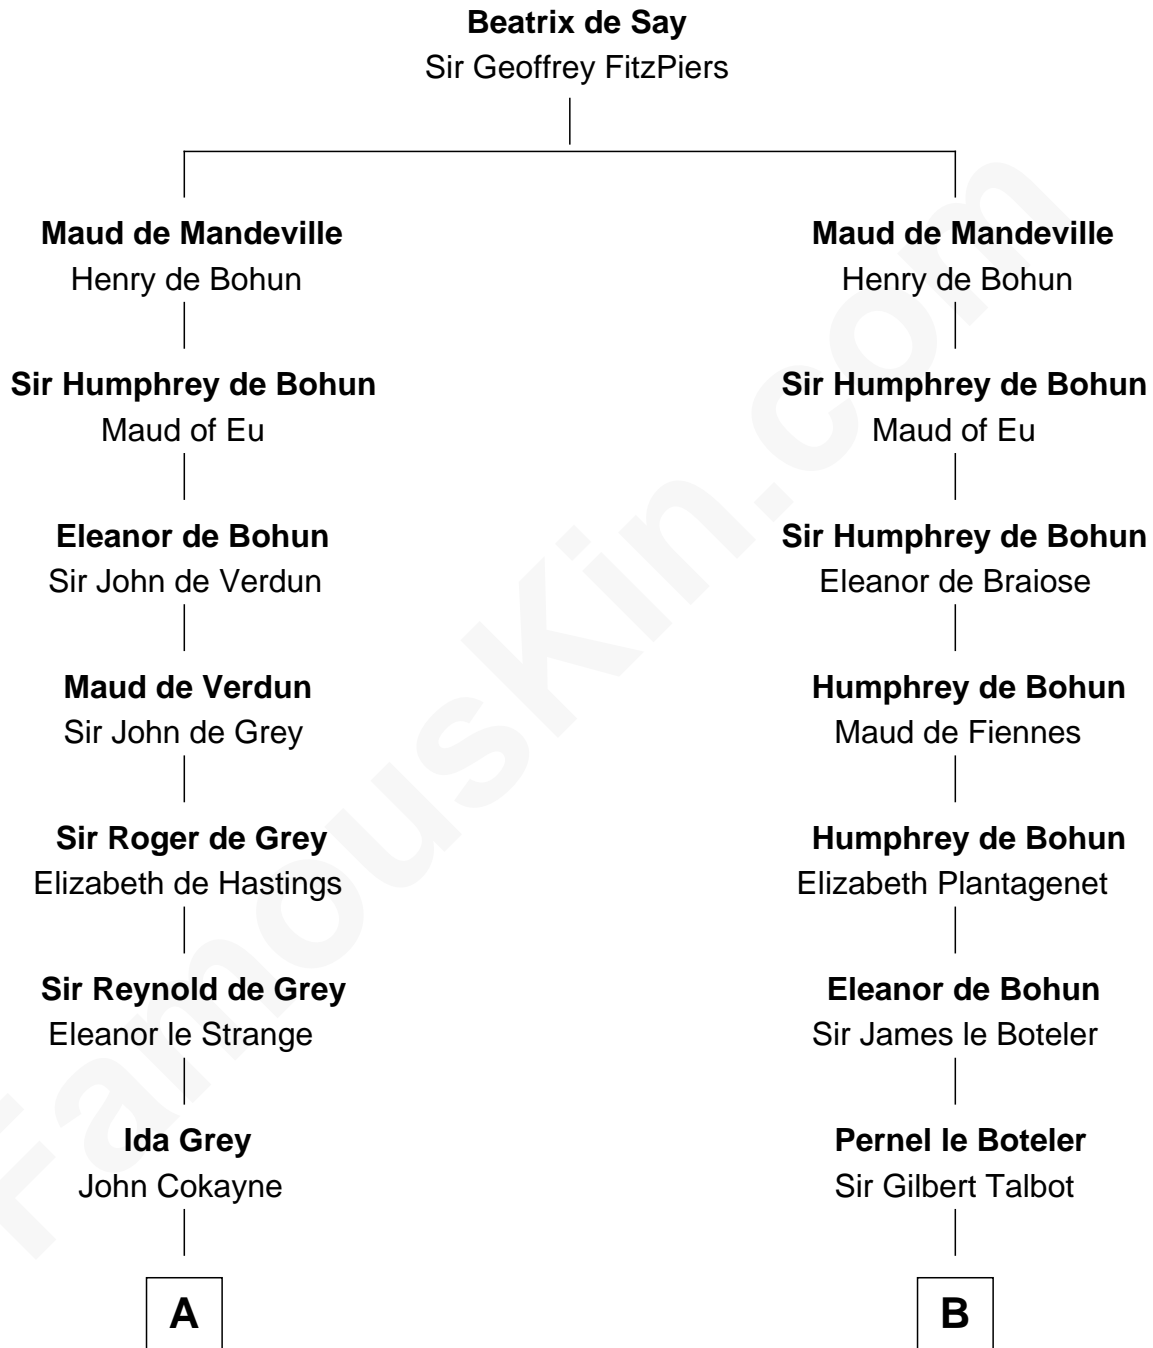 Beatrix de Say
Sir Geoffrey FitzPiers
Maud de Mandeville
Henry de Bohun
Sir Humphrey de Bohun
Maud of Eu
Eleanor de Bohun
Sir John de Verdun
Maud de Verdun
Sir John de Grey
Sir Roger de Grey
Elizabeth de Hastings
Sir Reynold de Grey
Eleanor le Strange
Ida Grey
John Cokayne
A
Maud de Mandeville
Henry de Bohun
Sir Humphrey de Bohun
Maud of Eu
Sir Humphrey de Bohun
Eleanor de Braiose
Humphrey de Bohun
Maud de Fiennes
Humphrey de Bohun
Elizabeth Plantagenet
Eleanor de Bohun
Sir James le Boteler
Pernel le Boteler
Sir Gilbert Talbot
B
FamousKin.com